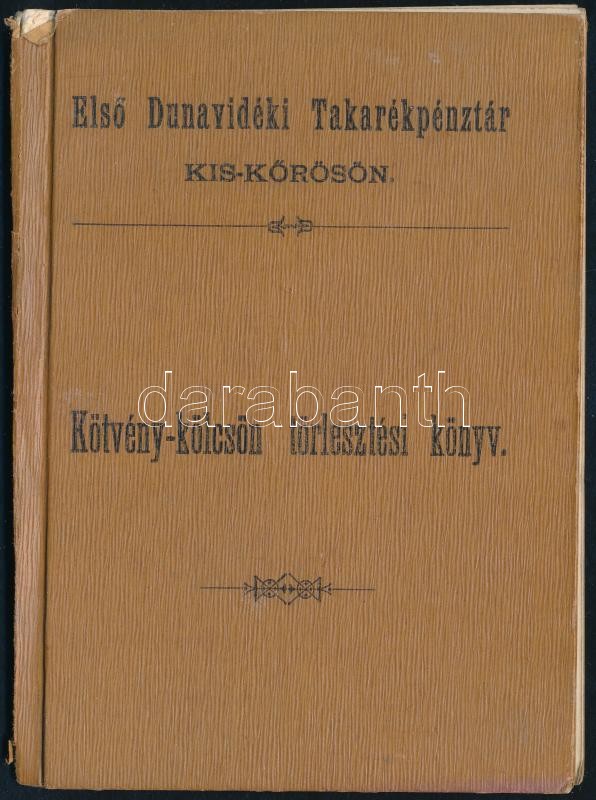 Első Dunavidéki Takarékpénztár
KIS-KŐRÖSÖN.
darabanth
Kötvény-kölcsön törlesztési könyv.